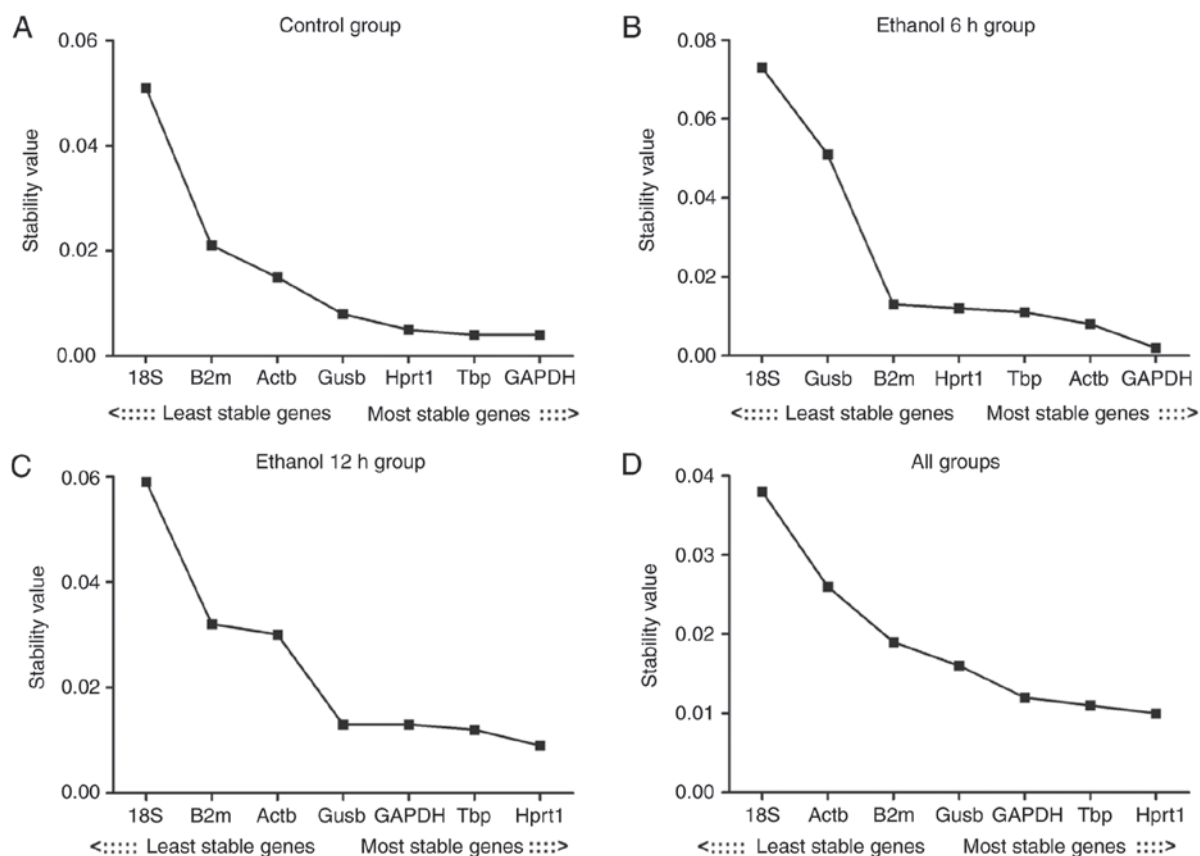 A
Control group
Stability value
0.06
0.04
0.02
0.00
18S B2m Actb Gusb Hprt1 Tbp GAPDH
<::::: Least stable genes Most stable genes ::::>
B
Ethanol 6 h group
Stability value
0.08
0.06
0.04
0.02
0.00
18S Gusb B2m Hprt1 Tbp Actb GAPDH
<::::: Least stable genes Most stable genes ::::>
C
Ethanol 12 h group
Stability value
0.06
0.04
0.02
0.00
18S B2m Actb Gusb GAPDH Tbp Hprt1
<::::: Least stable genes Most stable genes ::::>
D
All groups
Stability value
0.04
0.03
0.02
0.01
0.00
18S Actb B2m Gusb GAPDH Tbp Hprt1
<::::: Least stable genes Most stable genes ::::>